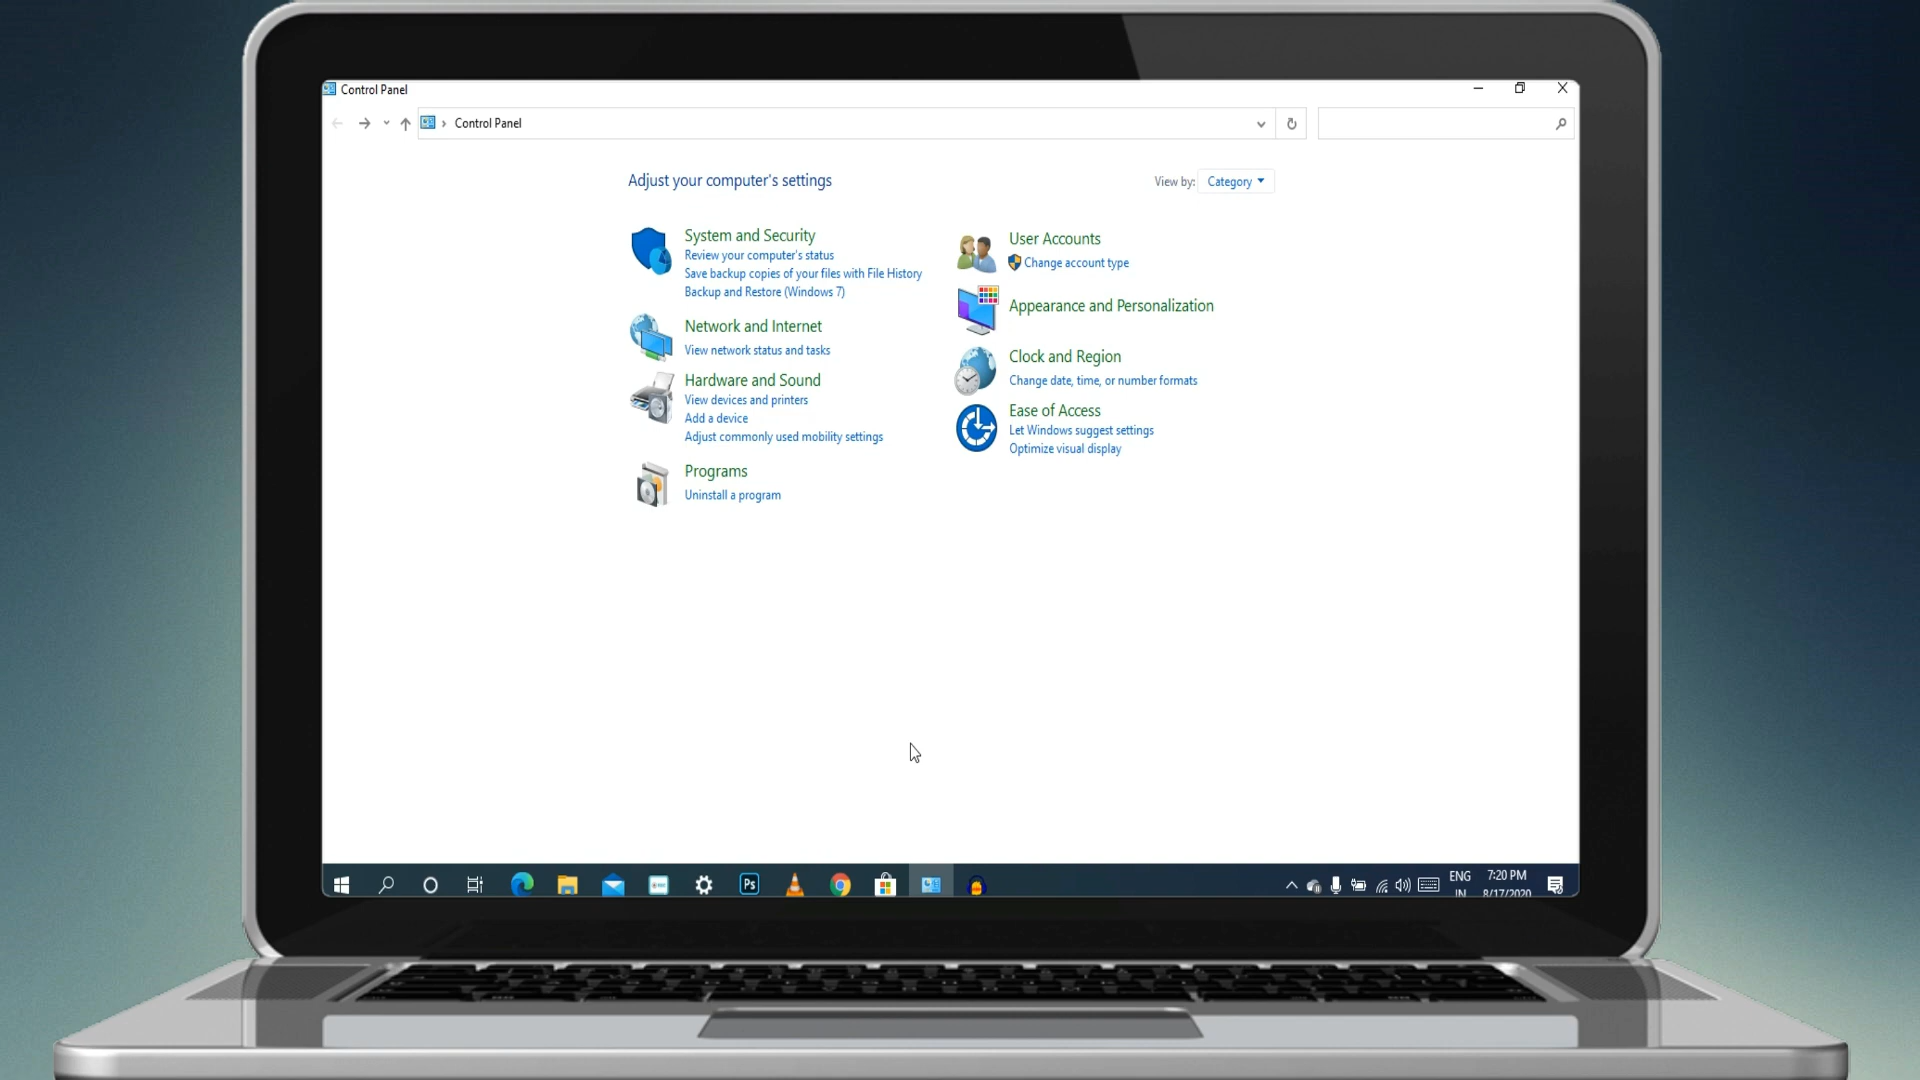 Control Panel
Control Panel
Adjust your computer's settings
View by: Category
System and Security
Review your computer's status
Save backup copies of your files with File History
Backup and Restore (Windows 7)
Network and Internet
View network status and tasks
Hardware and Sound
View devices and printers
Add a device
Adjust commonly used mobility settings
Programs
Uninstall a program
User Accounts
Change account type
Appearance and Personalization
Clock and Region
Change date, time, or number formats
Ease of Access
Let Windows suggest settings
Optimize visual display
Ps
ENG
IN
7:20 PM
8/17/2020